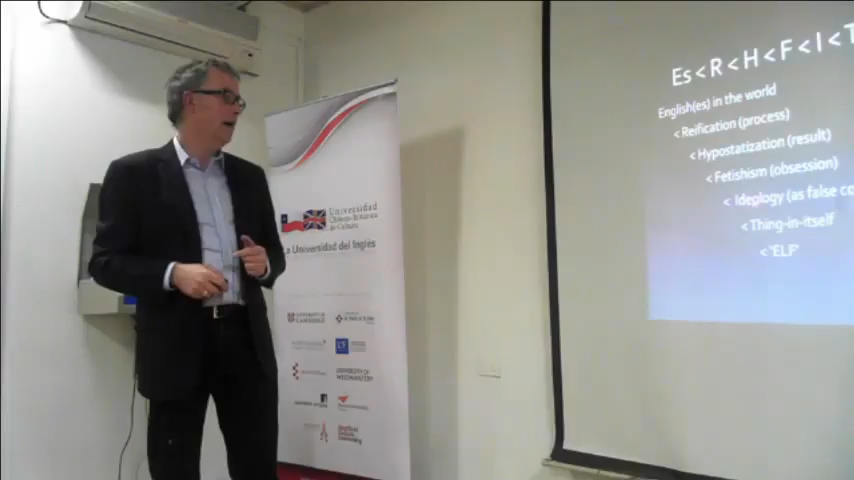 Es<R<H<F<I<T
English(es) in the world
<Reification (process)
<Hypostatization (result)
<Fetishism (obsession)
<Ideology (as false co
<Thing-in-itself
<'ELF'
Universidad
Chileno-Británica
de Cultura
La Universidad del Inglés
UNIVERSITY OF
CAMBRIDGE
UNIVERSITY OF
WESTMINSTER